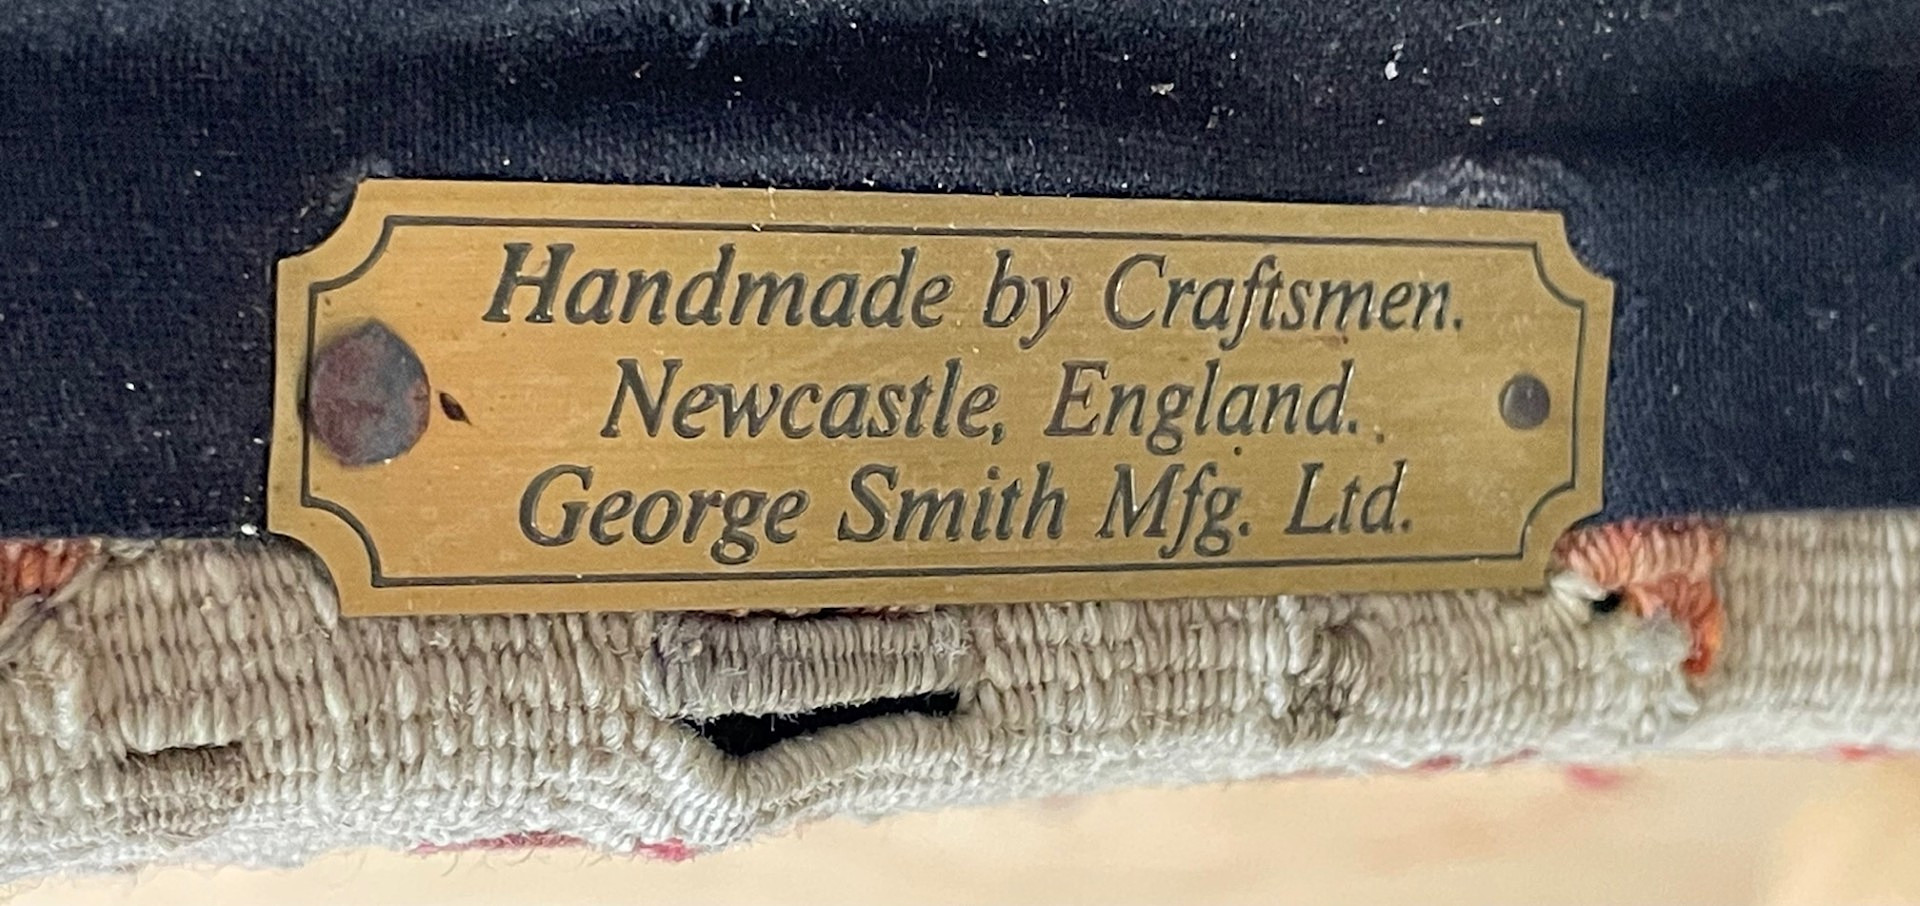 Handmade by Craftsmen.
Newcastle, England.
George Smith Mfg. Ltd.